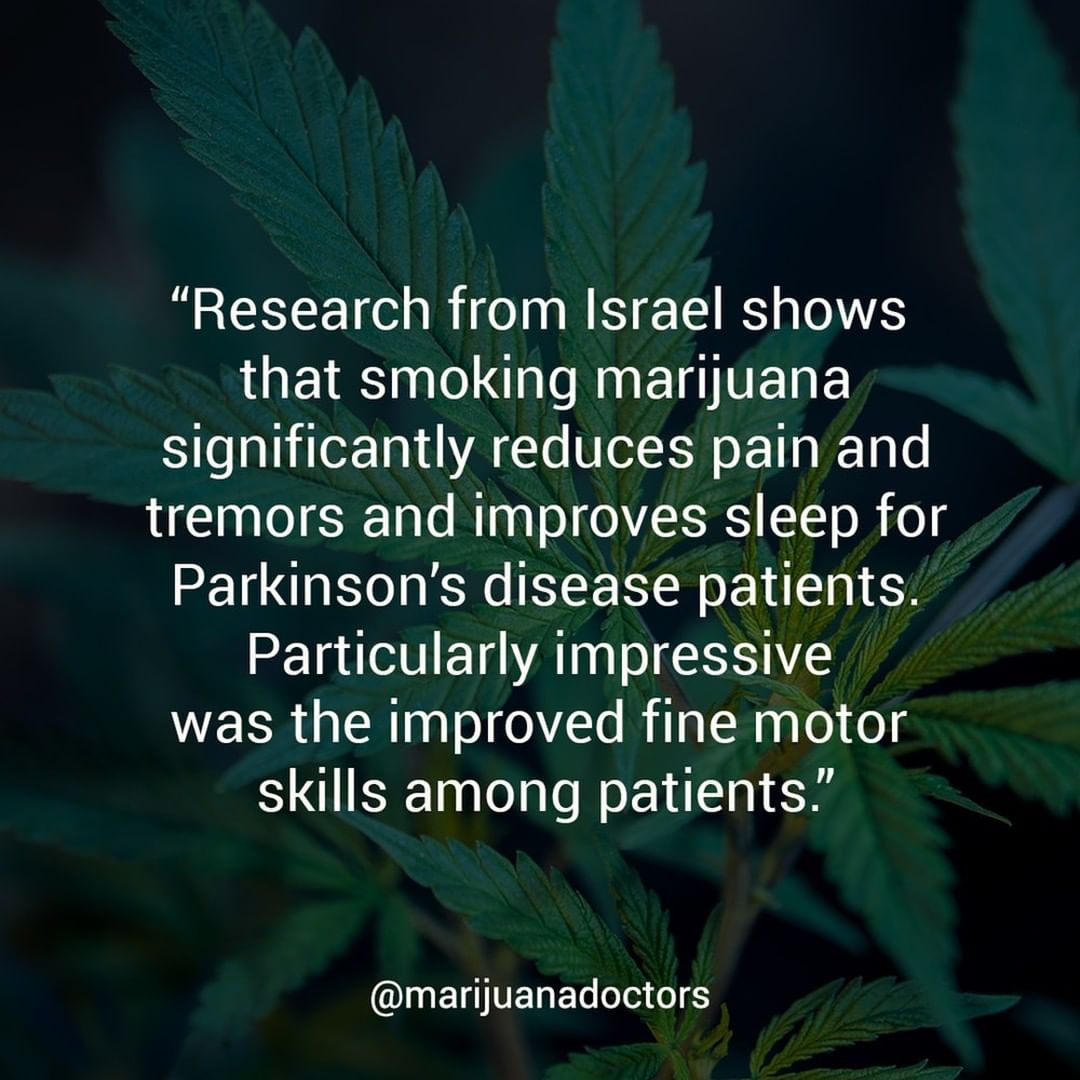 “Research from Israel shows
that smoking marijuana
significantly reduces pain and
tremors and improves sleep for
Parkinson’s disease patients.
Particularly impressive
was the improved fine motor
skills among patients.”
@marijuanadoctors